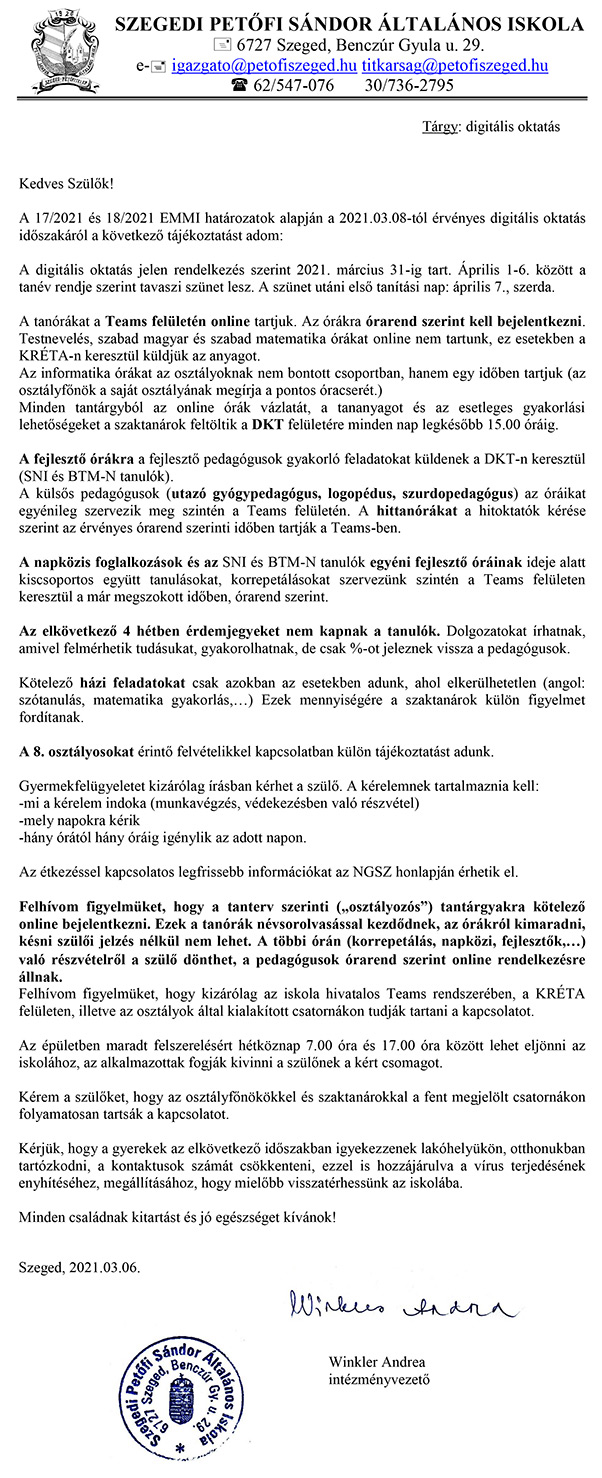 SZEGEDI PETŐFI SÁNDOR ÁLTALÁNOS ISKOLA
6727 Szeged, Benczúr Gyula u. 29.
e- igazgato@petofiszeged.hu titkarsag@petofiszeged.hu
62/547-076 30/736-2795
Tárgy: digitális oktatás
Kedves Szülők!
A 17/2021 és 18/2021 EMMI határozatok alapján a 2021.03.08-tól érvényes digitális oktatás
időszakáról a következő tájékoztatást adom:
A digitális oktatás jelen rendelkezés szerint 2021. március 31-ig tart. Április 1-6. között a
tanév rendje szerint tavaszi szünet lesz. A szünet utáni első tanítási nap: április 7., szerda.
A tanórákat a Teams felületén online tartjuk. Az órákra órarend szerint kell bejelentkezni.
Testnevelés, szabad magyar és szabad matematika órákat online nem tartunk, ez esetekben a
KRÉTA-n keresztül küldjük az anyagot.
Az informatika órákat az osztályoknak nem bontott csoportban, hanem egy időben tartjuk (az
osztályfőnök a saját osztályának megírja a pontos óracserét.)
Minden tantárgyból az online órák vázlatát, a tananyagot és az esetleges gyakorlási
lehetőségeket a szaktanárok feltöltik a DKT felületére minden nap legkésőbb 15.00 óráig.
A fejlesztő órákra a fejlesztő pedagógusok gyakorló feladatokat küldenek a DKT-n keresztül
(SNI és BTM-N tanulók).
A külsős pedagógusok (utazó gyógypedagógus, logopédus, szurdopedagógus) az óráikat
egyénileg szervezik meg szintén a Teams felületén. A hittanórákat a hitoktatók kérése
szerint az érvényes órarend szerinti időben tartják a Teams-ben.
A napközis foglalkozások és az SNI és BTM-N tanulók egyéni fejlesztő óráinak ideje alatt
kiscsoportos együtt tanulásokat, korrepetálásokat szervezünk szintén a Teams felületen
keresztül a már megszokott időben, órarend szerint.
Az elkövetkező 4 hétben érdemjegyeket nem kapnak a tanulók. Dolgozatokat írhatnak,
amivel felmérhetik tudásukat, gyakorolhatnak, de csak %-ot jeleznek vissza a pedagógusok.
Kötelező házi feladatokat csak azokban az esetekben adunk, ahol elkerülhetetlen (angol:
szótanulás, matematika gyakorlás,…) Ezek mennyiségére a szaktanárok külön figyelmet
fordítanak.
A 8. osztályosokat érintő felvételikkel kapcsolatban külön tájékoztatást adunk.
Gyermekfelügyeletet kizárólag írásban kérhet a szülő. A kérelemnek tartalmaznia kell:
-mi a kérelem indoka (munkavégzés, védekezésben való részvétel)
-mely napokra kérik
-hány órától hány óráig igénylik az adott napon.
Az étkezéssel kapcsolatos legfrissebb információkat az NGSZ honlapján érhetik el.
Felhívom figyelmüket, hogy a tanterv szerinti („osztályozós”) tantárgyakra kötelező
online bejelentkezni. Ezek a tanórák névsorolvasással kezdődnek, az órákról kimaradni,
késni szülői jelzés nélkül nem lehet. A többi órán (korrepetálás, napközi, fejlesztők,…)
való részvételről a szülő dönthet, a pedagógusok órarend szerint online rendelkezésre
állnak.
Felhívom figyelmüket, hogy kizárólag az iskola hivatalos Teams rendszerében, a KRÉTA
felületen, illetve az osztályok által kialakított csatornákon tudják tartani a kapcsolatot.
Az épületben maradt felszerelésért hétköznap 7.00 óra és 17.00 óra között lehet eljönni az
iskolához, az alkalmazottak fogják kivinni a szülőnek a kért csomagot.
Kérem a szülőket, hogy az osztályfőnökökkel és szaktanárokkal a fent megjelölt csatornákon
folyamatosan tartsák a kapcsolatot.
Kérjük, hogy a gyerekek az elkövetkező időszakban igyekezzenek lakóhelyükön, otthonukban
tartózkodni, a kontaktusok számát csökkenteni, ezzel is hozzájárulva a vírus terjedésének
enyhítéséhez, megállításához, hogy mielőbb visszatérhessünk az iskolába.
Minden családnak kitartást és jó egészséget kívánok!
Szeged, 2021.03.06.
Winkler Andrea
intézményvezető
Szegedi Petőfi Sándor Általános Iskola
6727 Szeged, Benczúr Gy. u. 29.